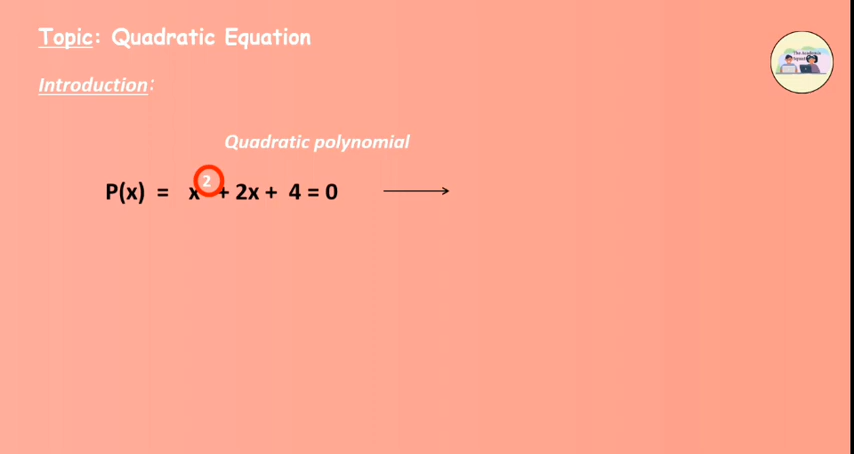 Topic: Quadratic Equation
Introduction:
Quadratic polynomial
P(x) = x² + 2x + 4 = 0